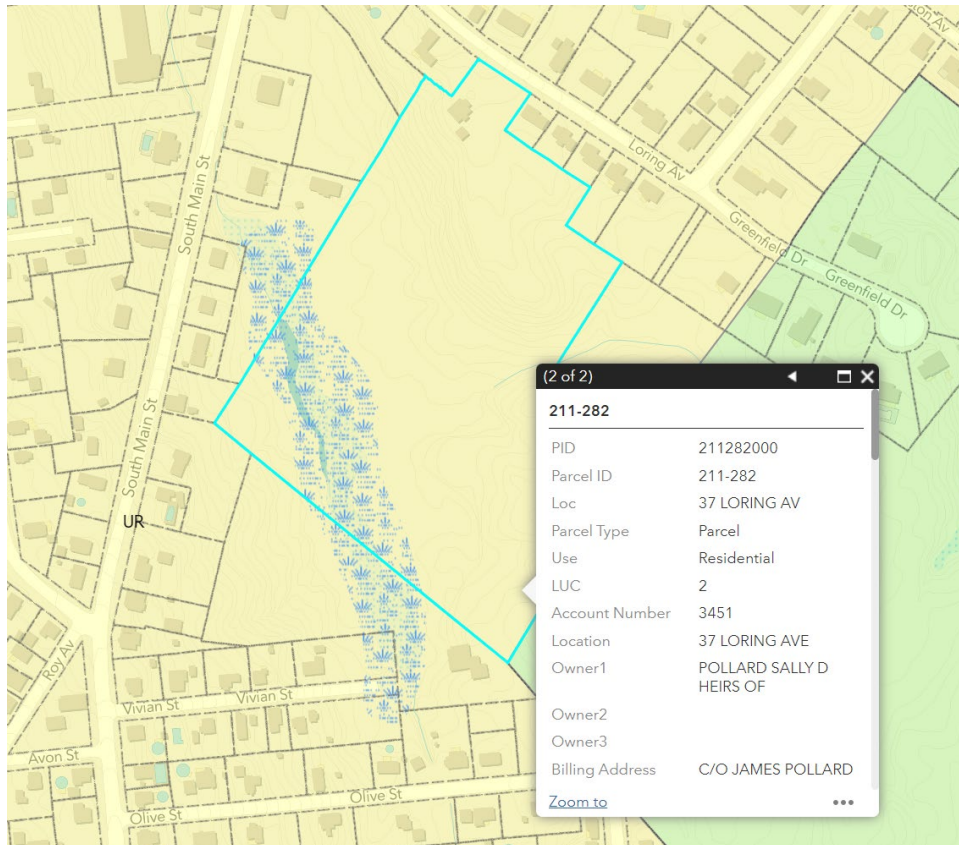 on Av
South Main St
Loring Av
Greenfield Dr
Greenfield Dr
(2 of 2)
211-282
PID 211282000
Parcel ID 211-282
Loc 37 LORING AV
Parcel Type Parcel
Use Residential
LUC 2
Account Number 3451
Location 37 LORING AVE
Owner1 POLLARD SALLY D
HEIRS OF
Owner2
Owner3
Billing Address C/O JAMES POLLARD
Zoom to
South Main St
UR
Roy Av
Vivian St
Vivian St
Avon St
Olive St
Olive St